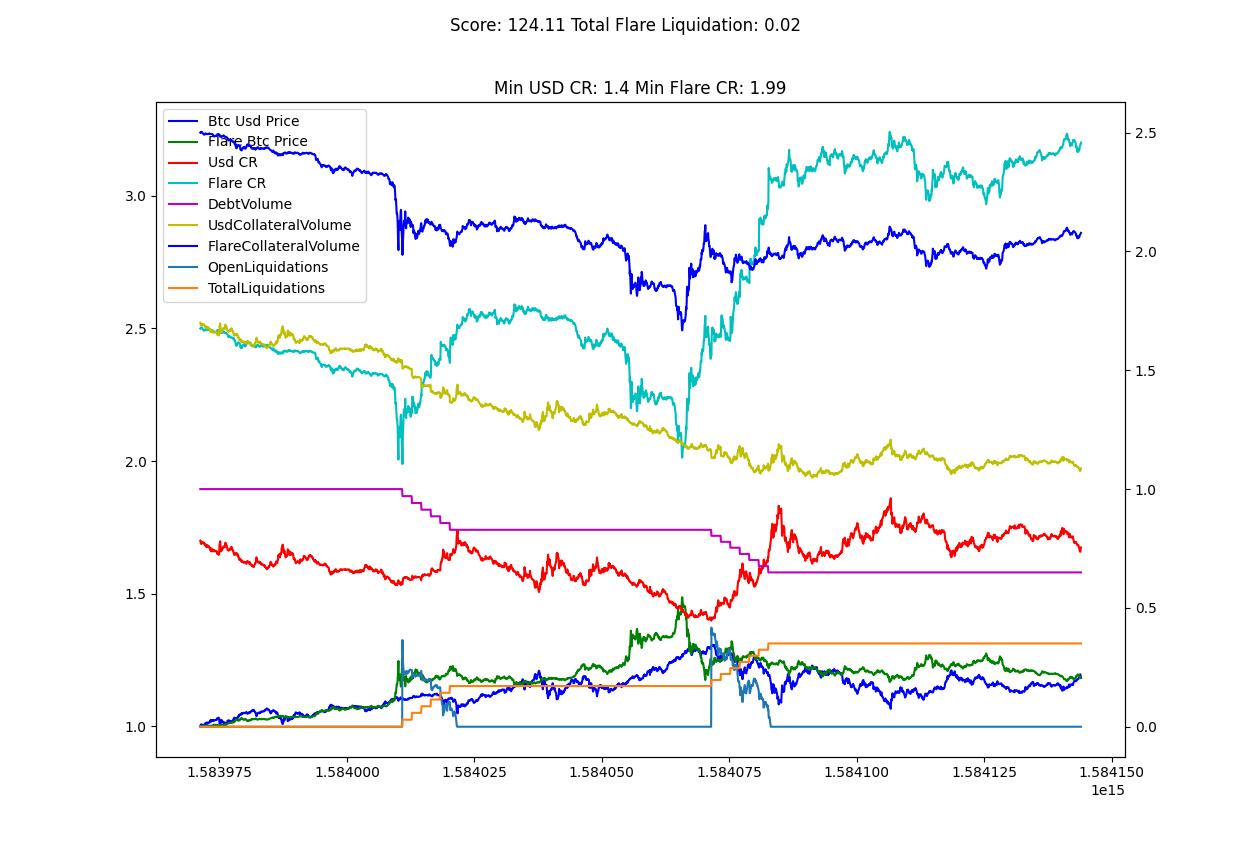 Score: 124.11 Total Flare Liquidation: 0.02
Min USD CR: 1.4 Min Flare CR: 1.99
Btc Usd Price
Flare Btc Price
Usd CR
Flare CR
DebtVolume
UsdCollateralVolume
FlareCollateralVolume
OpenLiquidations
TotalLiquidations
3.0
2.5
2.0
1.5
1.0
2.5
2.0
1.5
1.0
0.5
0.0
1.583975 1.584000 1.584025 1.584050 1.584075 1.584100 1.584125 1.584150
1e15